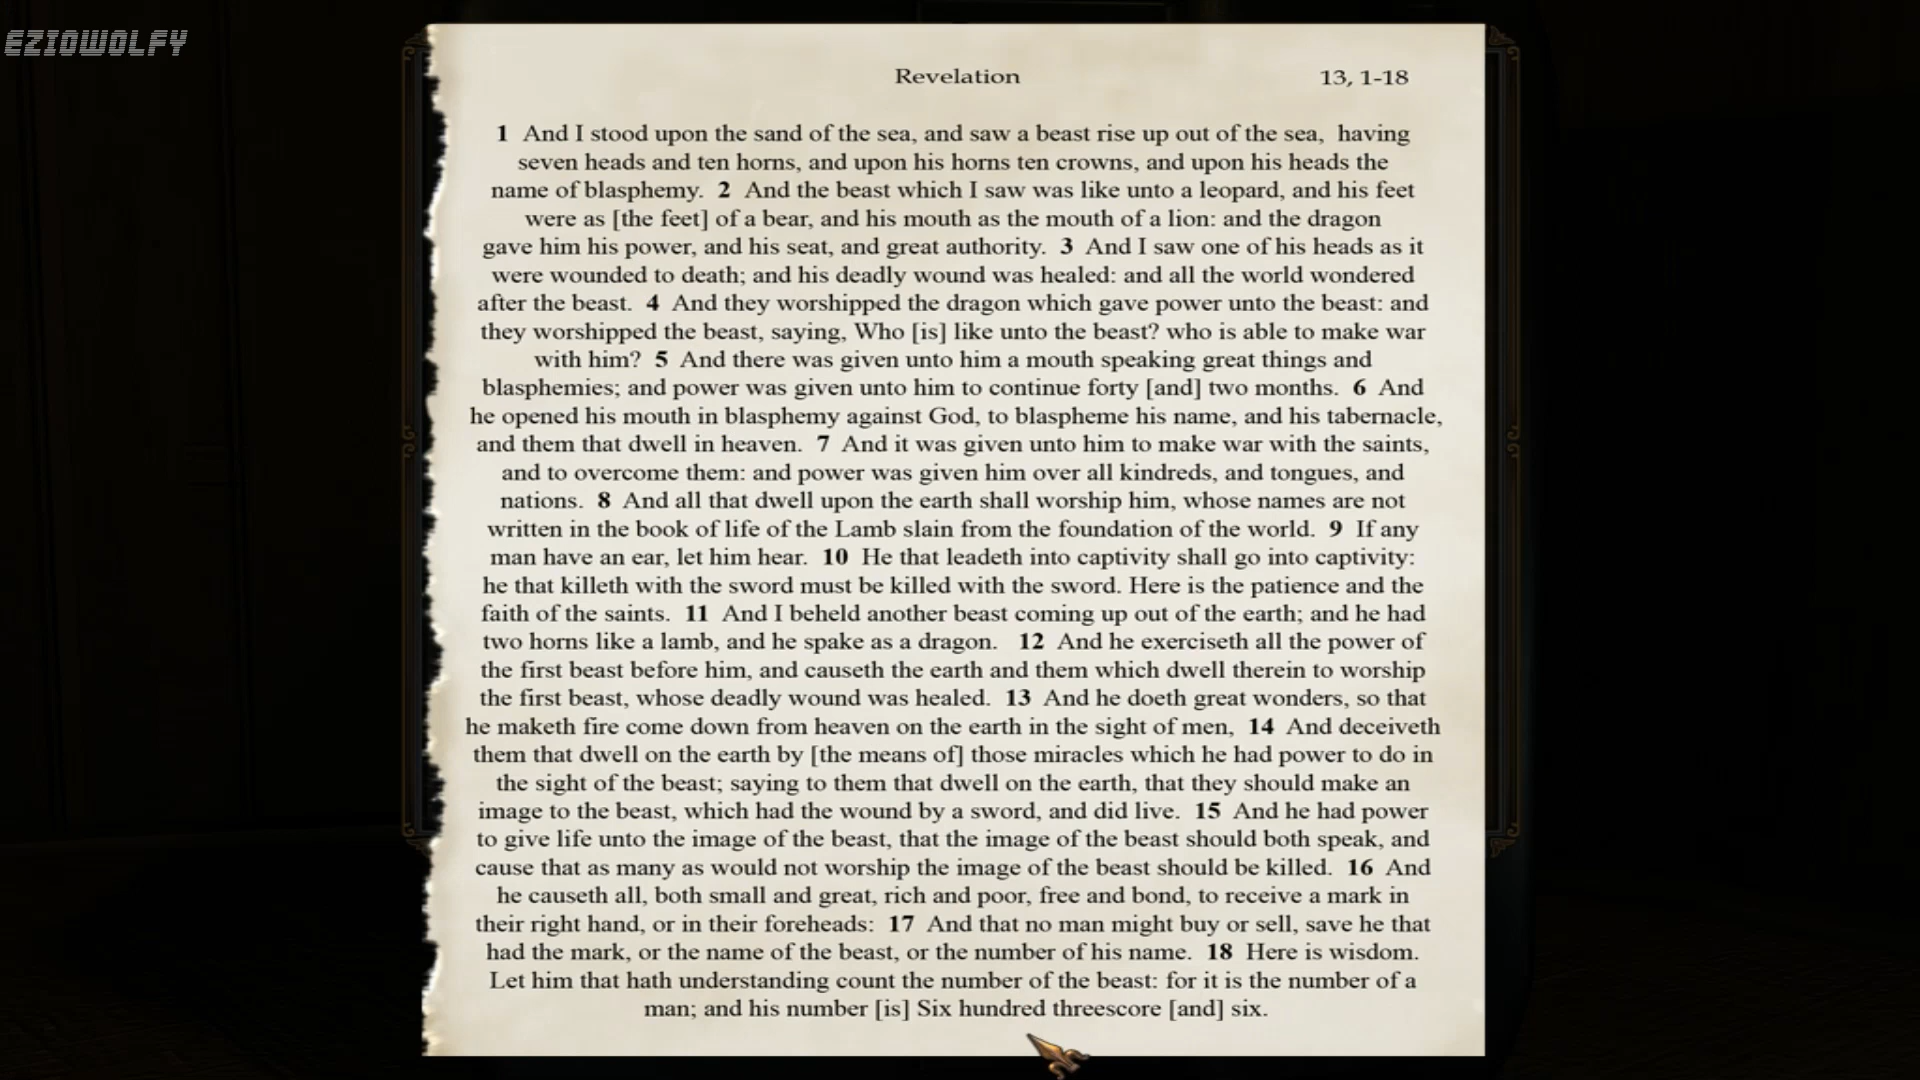 EZIOWOLFY
Revelation 13, 1-18
1 And I stood upon the sand of the sea, and saw a beast rise up out of the sea, having
seven heads and ten horns, and upon his horns ten crowns, and upon his heads the
name of blasphemy. 2 And the beast which I saw was like unto a leopard, and his feet
were as [the feet] of a bear, and his mouth as the mouth of a lion: and the dragon
gave him his power, and his seat, and great authority. 3 And I saw one of his heads as it
were wounded to death; and his deadly wound was healed: and all the world wondered
after the beast. 4 And they worshipped the dragon which gave power unto the beast: and
they worshipped the beast, saying, Who [is] like unto the beast? who is able to make war
with him? 5 And there was given unto him a mouth speaking great things and
blasphemies; and power was given unto him to continue forty [and] two months. 6 And
he opened his mouth in blasphemy against God, to blaspheme his name, and his tabernacle,
and them that dwell in heaven. 7 And it was given unto him to make war with the saints,
and to overcome them: and power was given him over all kindreds, and tongues, and
nations. 8 And all that dwell upon the earth shall worship him, whose names are not
written in the book of life of the Lamb slain from the foundation of the world. 9 If any
man have an ear, let him hear. 10 He that leadeth into captivity shall go into captivity:
he that killeth with the sword must be killed with the sword. Here is the patience and the
faith of the saints. 11 And I beheld another beast coming up out of the earth; and he had
two horns like a lamb, and he spake as a dragon. 12 And he exerciseth all the power of
the first beast before him, and causeth the earth and them which dwell therein to worship
the first beast, whose deadly wound was healed. 13 And he doeth great wonders, so that
he maketh fire come down from heaven on the earth in the sight of men, 14 And deceiveth
them that dwell on the earth by [the means of] those miracles which he had power to do in
the sight of the beast; saying to them that dwell on the earth, that they should make an
image to the beast, which had the wound by a sword, and did live. 15 And he had power
to give life unto the image of the beast, that the image of the beast should both speak, and
cause that as many as would not worship the image of the beast should be killed. 16 And
he causeth all, both small and great, rich and poor, free and bond, to receive a mark in
their right hand, or in their foreheads: 17 And that no man might buy or sell, save he that
had the mark, or the name of the beast, or the number of his name. 18 Here is wisdom.
Let him that hath understanding count the number of the beast: for it is the number of a
man; and his number [is] Six hundred threescore [and] six.